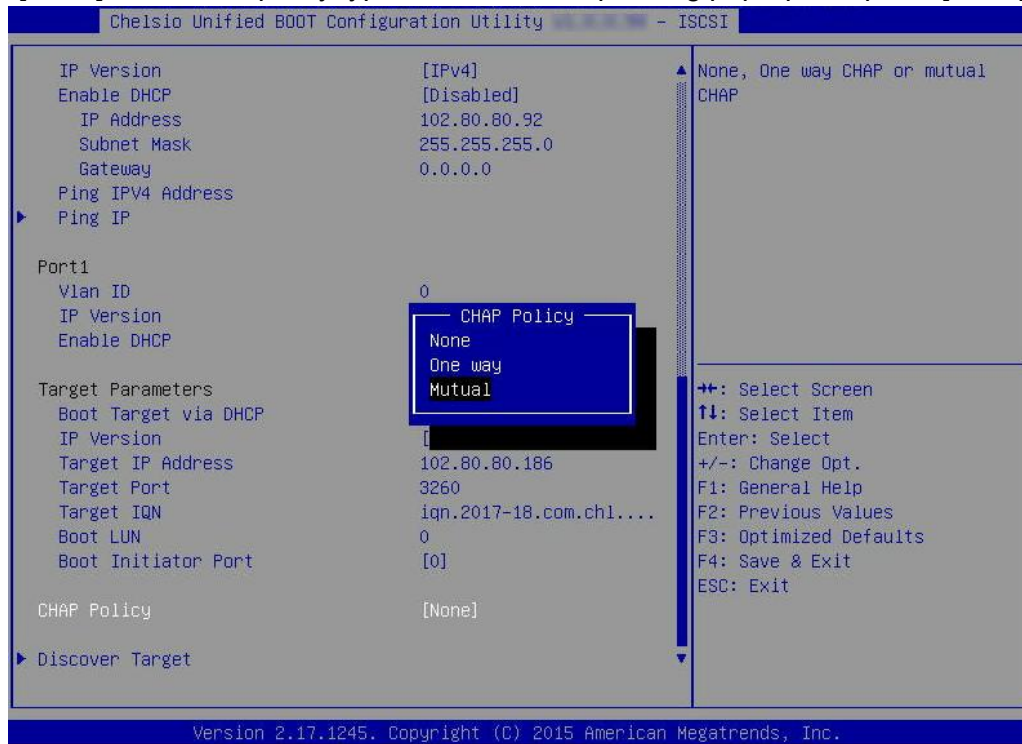 Chelsio Unified BOOT Configuration Utility - ISCSI
IP Version [IPv4]
Enable DHCP [Disabled]
IP Address 102.80.80.92
Subnet Mask 255.255.255.0
Gateway 0.0.0.0
Ping IPV4 Address
Ping IP
Port1
Vlan ID 0
IP Version
Enable DHCP
Target Parameters
Boot Target via DHCP
IP Version [
Target IP Address 102.80.80.186
Target Port 3260
Target IQN iqn.2017-18.com.chl....
Boot LUN 0
Boot Initiator Port [0]
CHAP Policy [None]
Discover Target
CHAP Policy
None
One way
Mutual
None, One way CHAP or mutual
CHAP
→←: Select Screen
↑↓: Select Item
Enter: Select
+/-: Change Opt.
F1: General Help
F2: Previous Values
F3: Optimized Defaults
F4: Save & Exit
ESC: Exit
Version 2.17.1245. Copyright (C) 2015 American Megatrends, Inc.